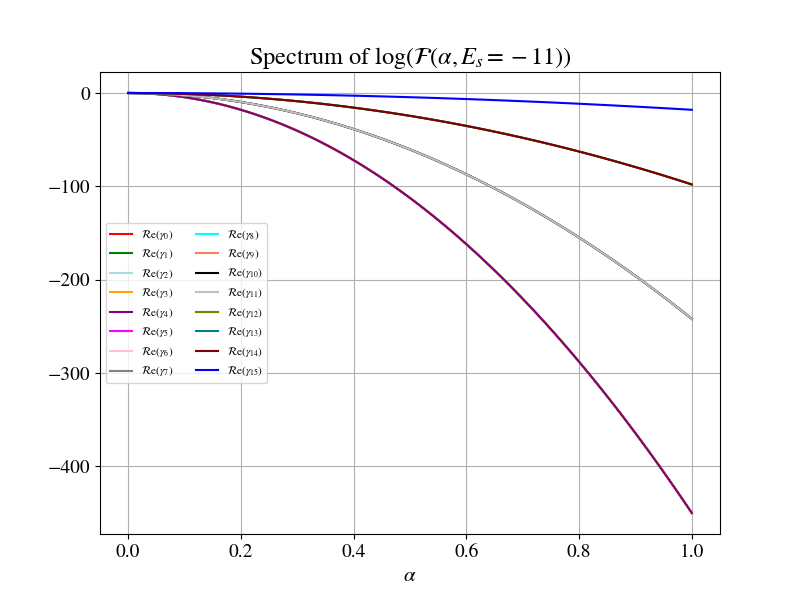 Spectrum of log(ℱ(α, E_s = −11))
0
−100
−200
−300
−400
ℛe(γ₀) ℛe(γ₈)
ℛe(γ₁) ℛe(γ₉)
ℛe(γ₂) ℛe(γ₁₀)
ℛe(γ₃) ℛe(γ₁₁)
ℛe(γ₄) ℛe(γ₁₂)
ℛe(γ₅) ℛe(γ₁₃)
ℛe(γ₆) ℛe(γ₁₄)
ℛe(γ₇) ℛe(γ₁₅)
0.0 0.2 0.4 0.6 0.8 1.0
α